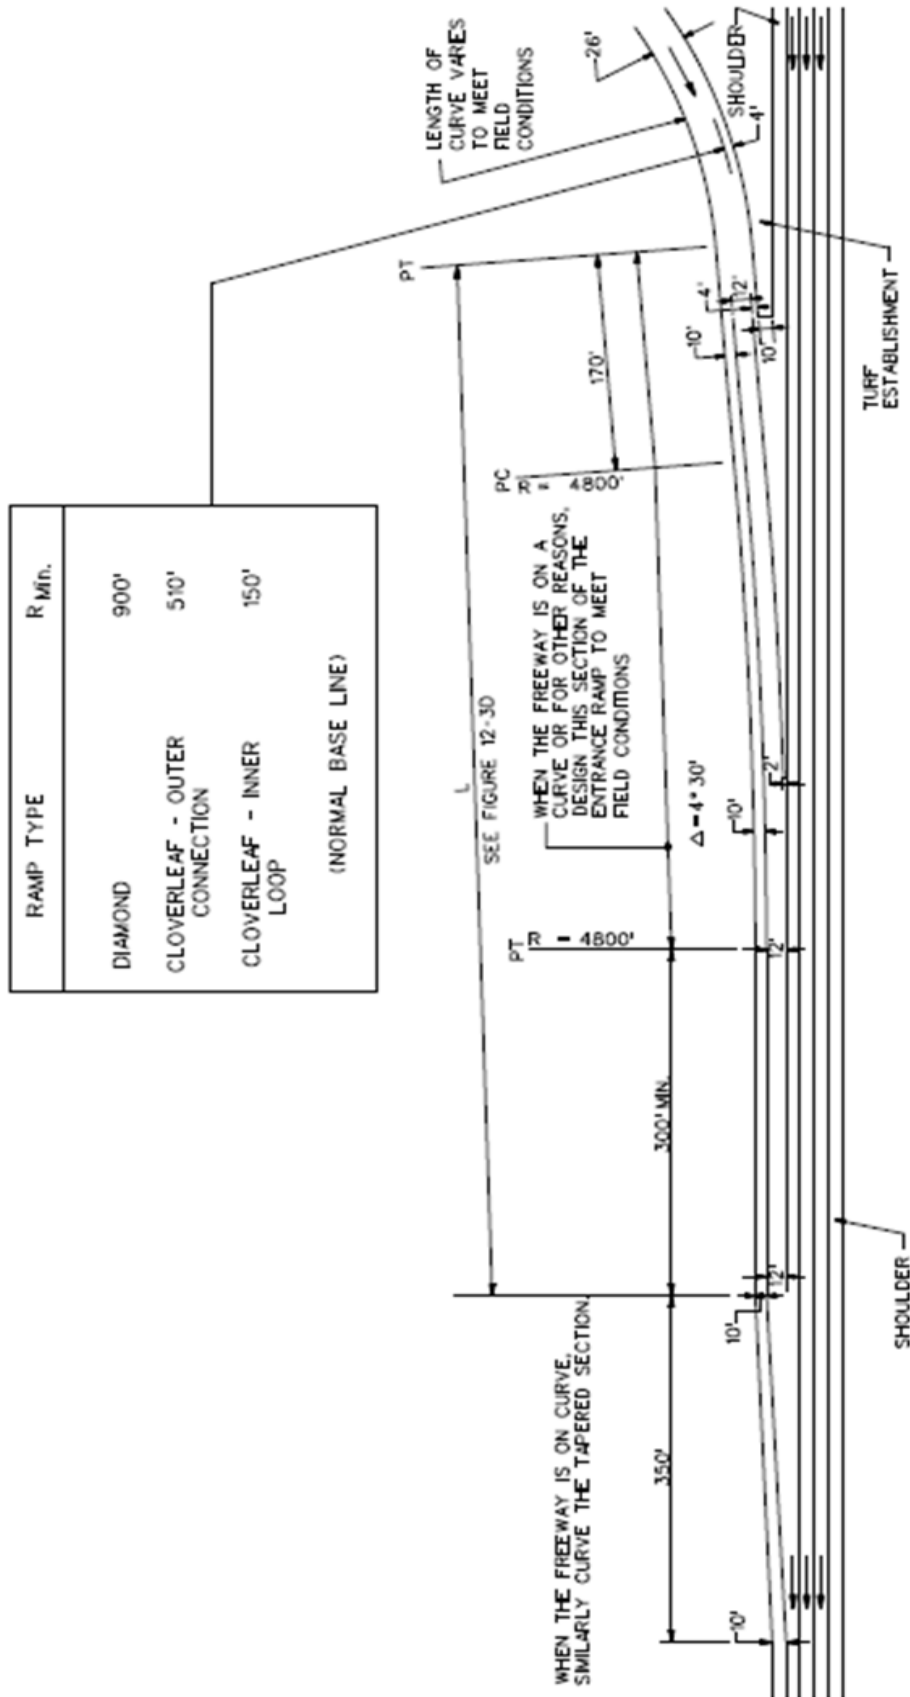 RAMP TYPE R Min.
DIAMOND 900'
CLOVERLEAF - OUTER 510'
CONNECTION
CLOVERLEAF - INNER 150'
LOOP
(NORMAL BASE LINE)
LENGTH OF
CURVE VARIES
TO MEET
FIELD
CONDITIONS
26'
SHOULDER
4'
PT
L
SEE FIGURE 12-3D
170'
PC
R = 4800'
4'
12'
10'
10'
TURF
ESTABLISHMENT
WHEN THE FREEWAY IS ON A
CURVE OR FOR OTHER REASONS,
DESIGN THIS SECTION OF THE
ENTRANCE RAMP TO MEET
FIELD CONDITIONS
Δ=4°30'
2'
10'
PT
R = 4800'
12'
300' MIN.
12'
10'
WHEN THE FREEWAY IS ON CURVE,
SIMILARLY CURVE THE TAPERED SECTION.
350'
10'
SHOULDER